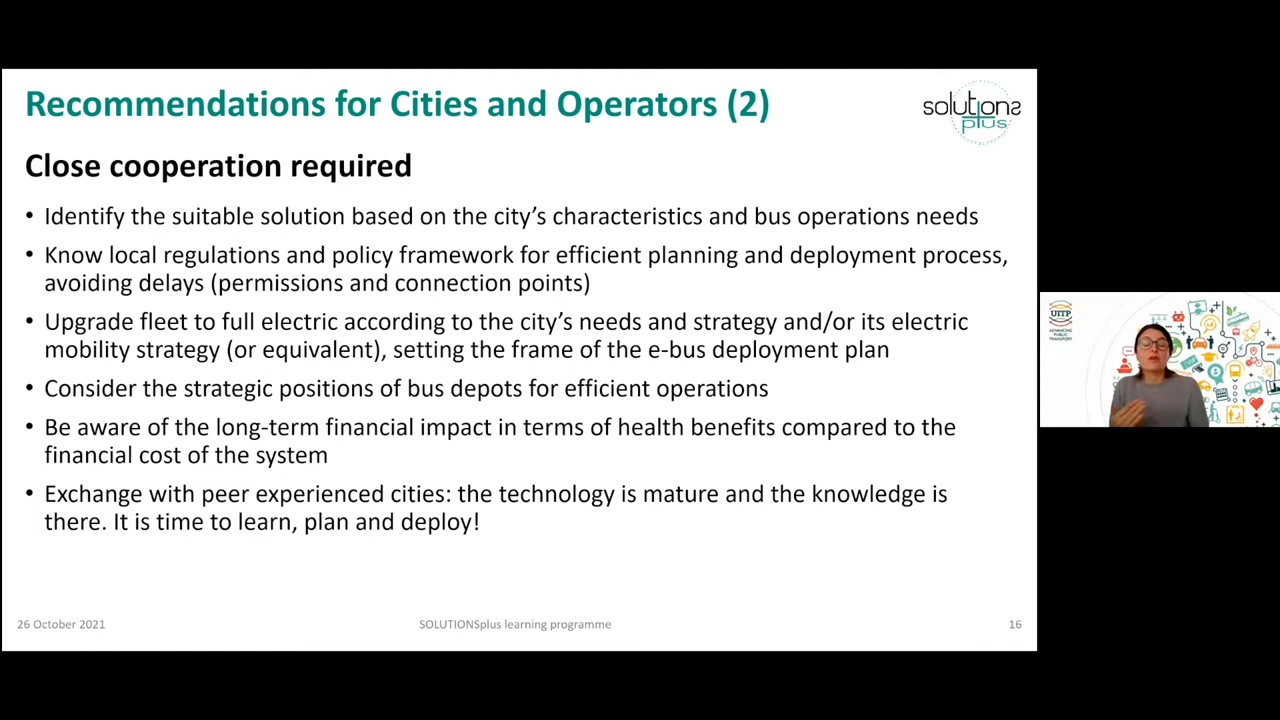 Recommendations for Cities and Operators (2)
solutions
plus
Close cooperation required
• Identify the suitable solution based on the city’s characteristics and bus operations needs
• Know local regulations and policy framework for efficient planning and deployment process,
avoiding delays (permissions and connection points)
• Upgrade fleet to full electric according to the city’s needs and strategy and/or its electric
mobility strategy (or equivalent), setting the frame of the e-bus deployment plan
• Consider the strategic positions of bus depots for efficient operations
• Be aware of the long-term financial impact in terms of health benefits compared to the
financial cost of the system
• Exchange with peer experienced cities: the technology is mature and the knowledge is
there. It is time to learn, plan and deploy!
26 October 2021
SOLUTIONSplus learning programme
16
UITP
ADVANCING
PUBLIC
TRANSPORT